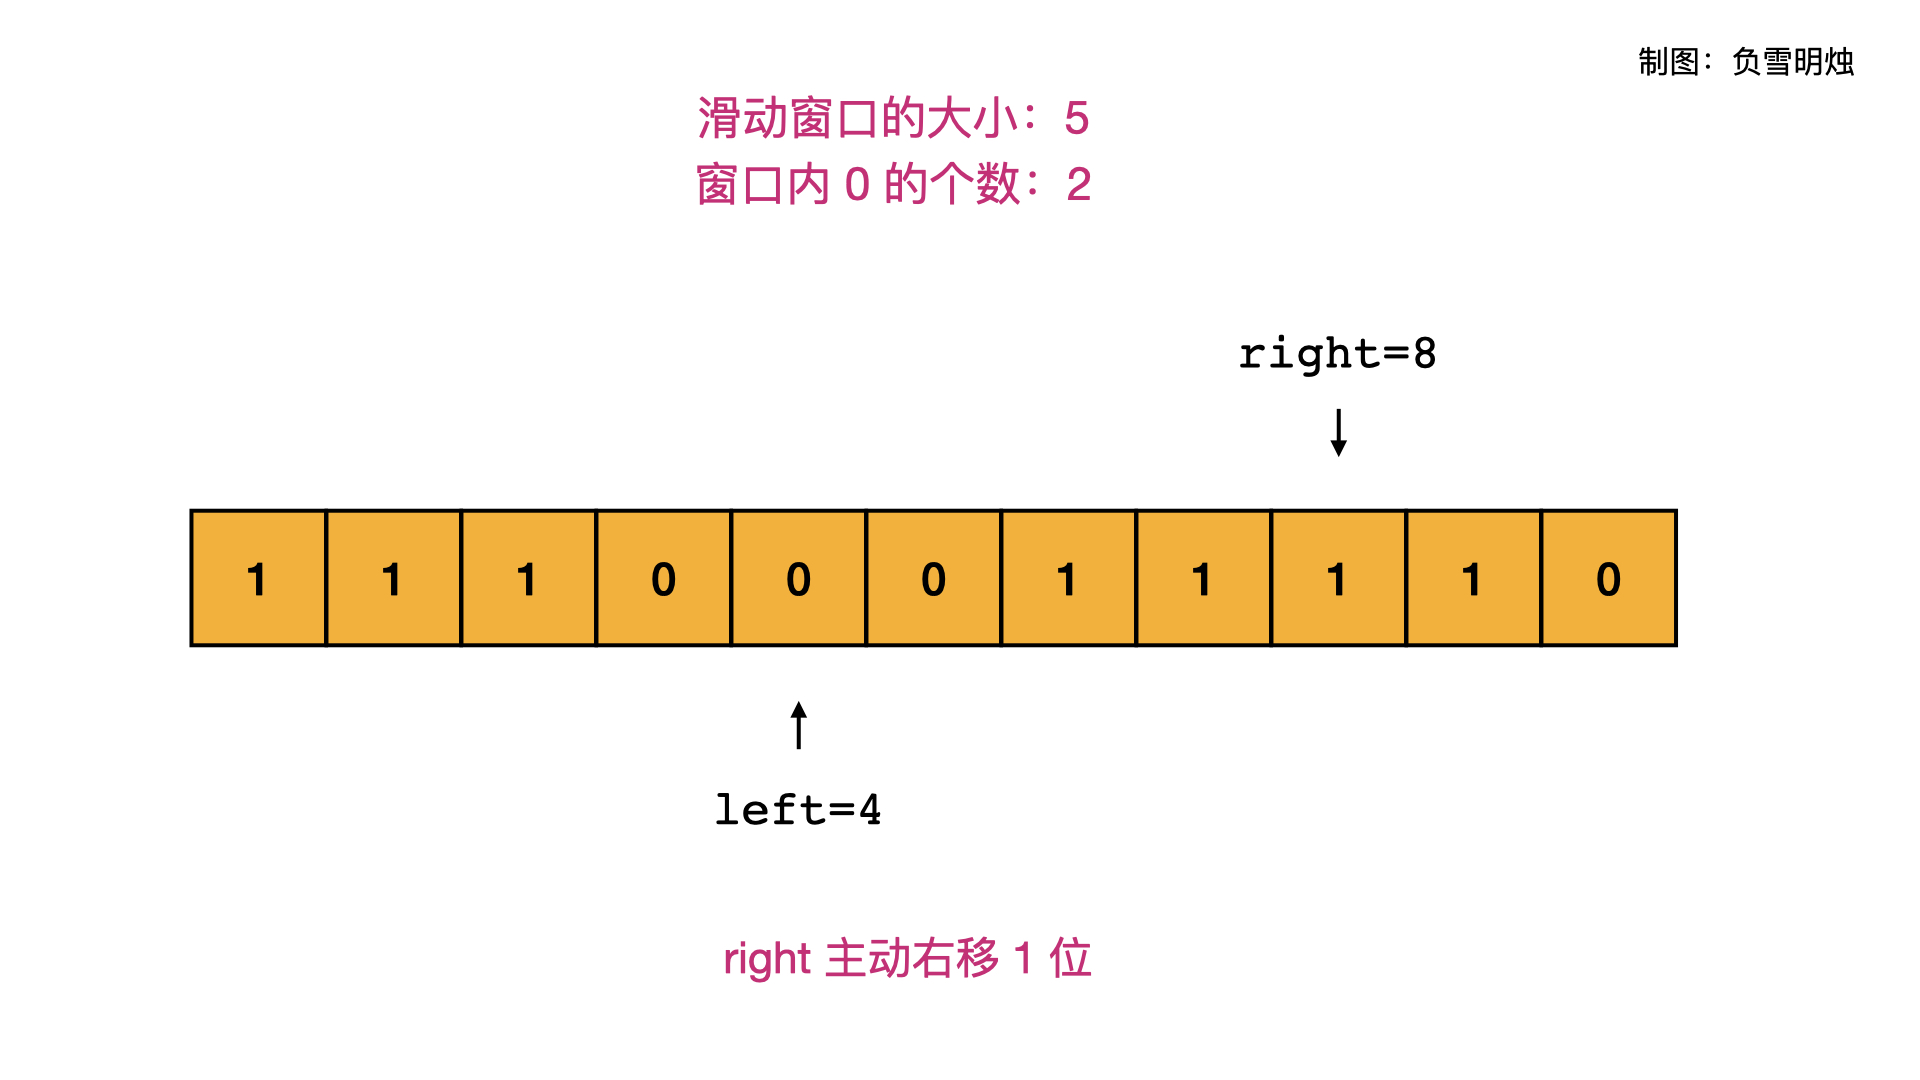 制图：负雪明烛
滑动窗口的大小：5
窗口内 0 的个数：2
right=8
1 1 1 0 0 0 1 1 1 1 0
left=4
right 主动右移 1 位